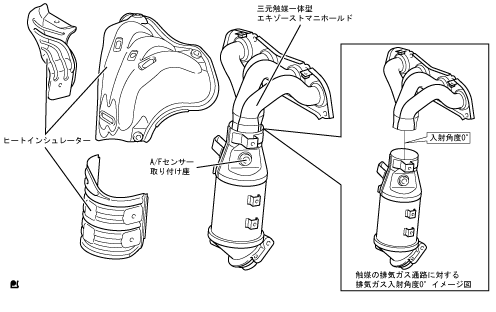 三元触媒一体型
エキゾーストマニホールド
ヒートインシュレーター
A/Fセンサー
取り付け座
入射角度0°
触媒の排気ガス通路に対する
排気ガス入射角度0° イメージ図